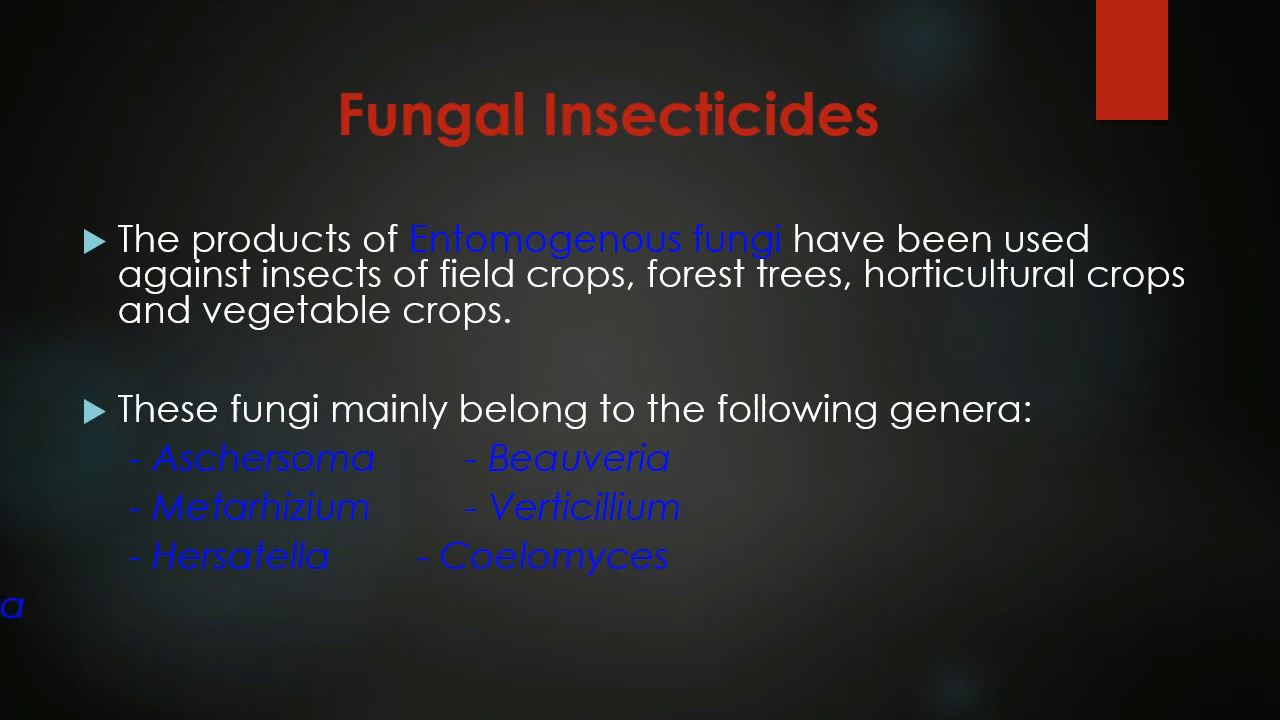 Fungal Insecticides
The products of Entomogenous fungi have been used
against insects of field crops, forest trees, horticultural crops
and vegetable crops.
These fungi mainly belong to the following genera:
- Aschersoma - Beauveria
- Metarhizium - Verticillium
- Hersatella - Coelomyces
a